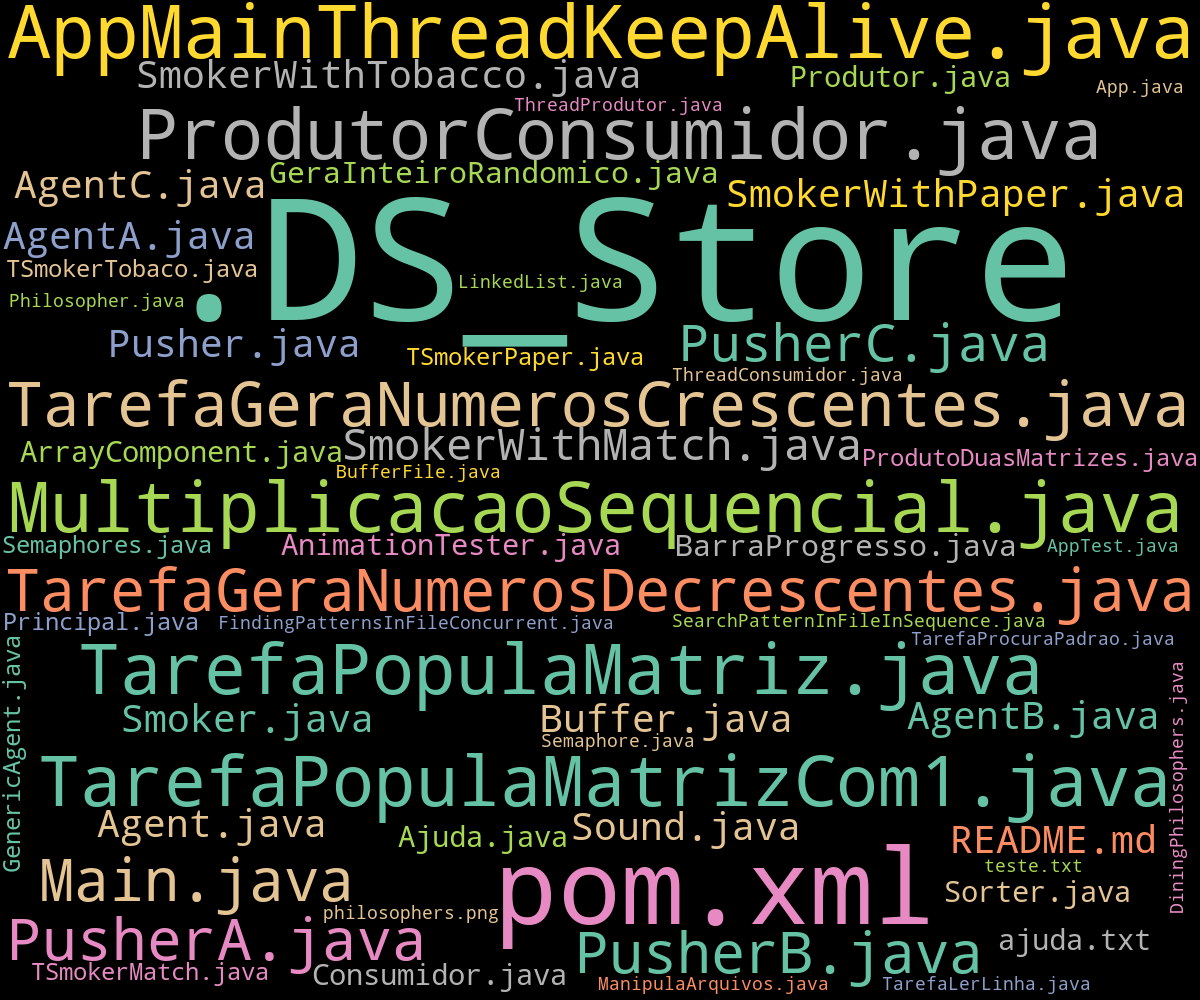 AppMainThreadKeepAlive.java
SmokerWithTobacco.java
Produtor.java
App.java
ThreadProdutor.java
ProdutorConsumidor.java
GeraInteiroRandomico.java
AgentC.java
SmokerWithPaper.java
AgentA.java
.DS_Store
TSmokerTobaco.java
LinkedList.java
Philosopher.java
Pusher.java
TSmokerPaper.java
PusherC.java
ThreadConsumidor.java
TarefaGeraNumerosCrescentes.java
SmokerWithMatch.java
ArrayComponent.java
ProdutoDuasMatrizes.java
BufferFile.java
MultiplicacaoSequencial.java
Semaphores.java
AnimationTester.java
BarraProgresso.java
AppTest.java
TarefaGeraNumerosDecrescentes.java
Principal.java
FindingPatternsInFileConcurrent.java
SearchPatternInFileInSequence.java
TarefaProcuraPadrao.java
GenericAgent.java
TarefaPopulaMatriz.java
DiningPhilosophers.java
Smoker.java
Buffer.java
AgentB.java
Semaphore.java
TarefaPopulaMatrizCom1.java
Agent.java
Ajuda.java
Sound.java
README.md
teste.txt
Main.java
pom.xml
Sorter.java
philosophers.png
PusherA.java
PusherB.java
ajuda.txt
TSmokerMatch.java
Consumidor.java
ManipulaArquivos.java
TarefaLerLinha.java